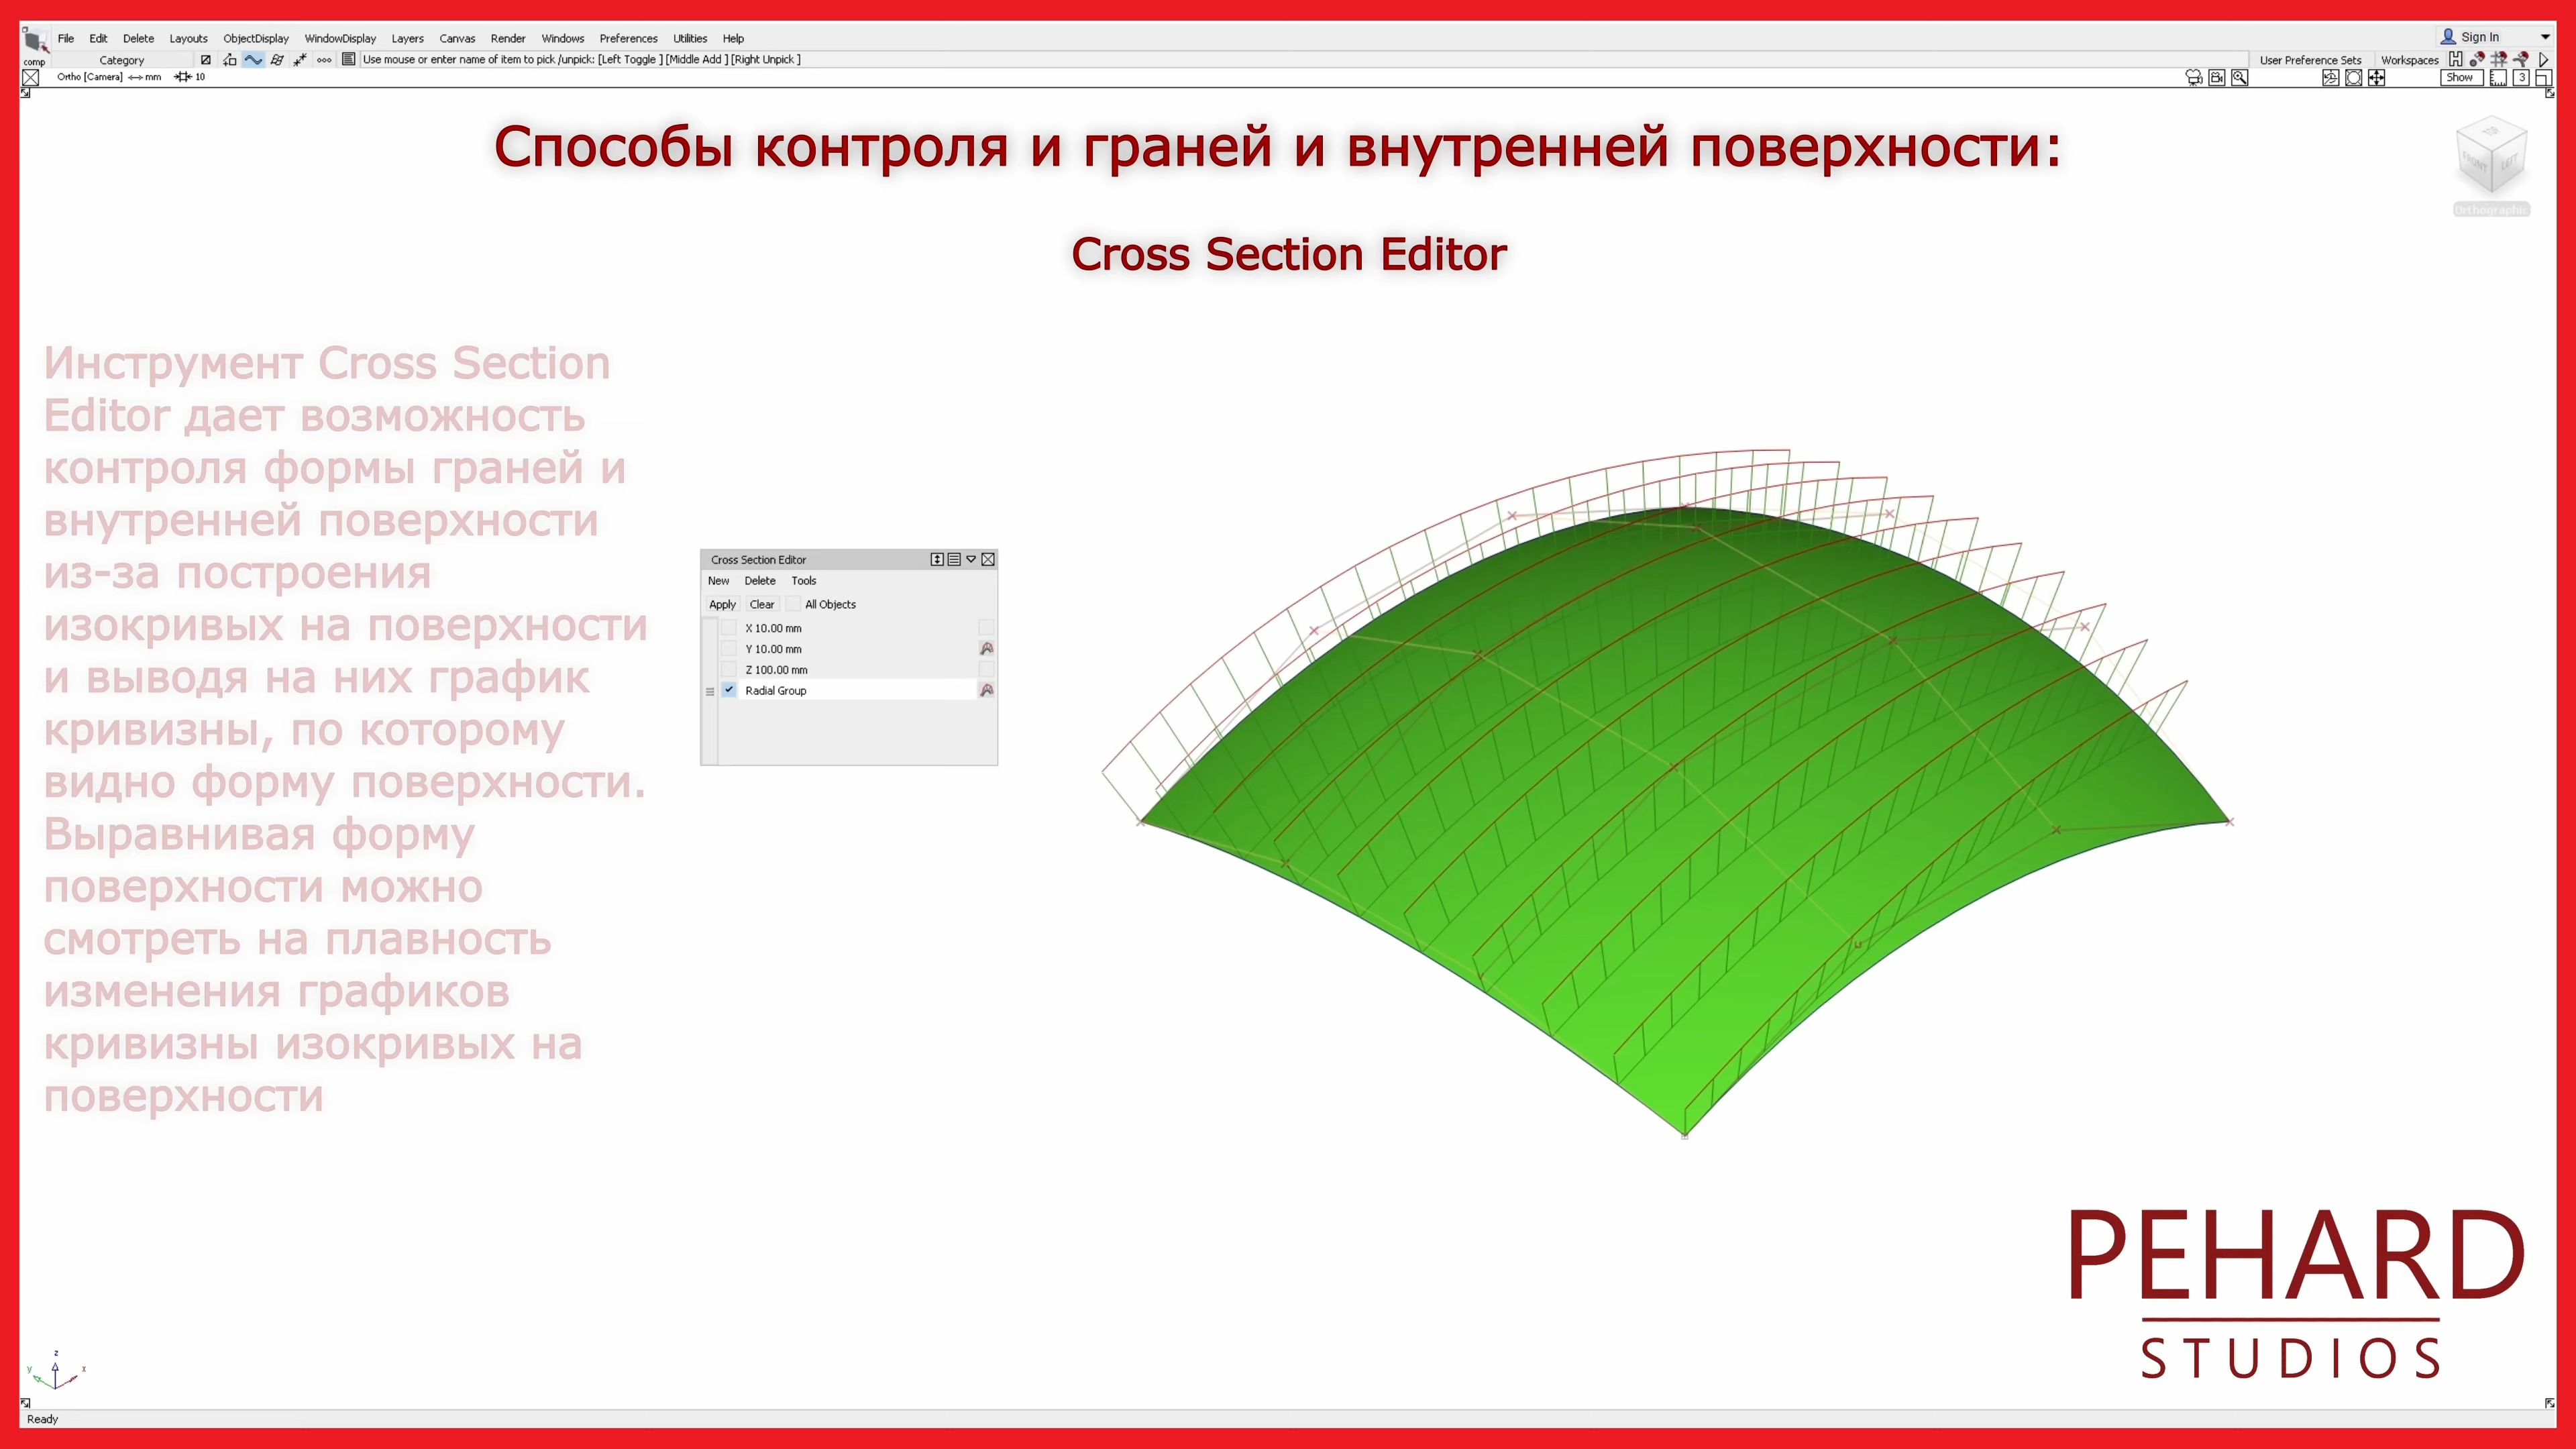 File Edit Delete Layouts ObjectDisplay WindowDisplay Layers Canvas Render Windows Preferences Utilities Help
Sign In
comp
Category
Use mouse or enter name of item to pick /unpick: [Left Toggle ] [Middle Add ] [Right Unpick ]
User Preference Sets
Workspaces
Ortho [Camera]
mm
10
Show
3
Способы контроля и граней и внутренней поверхности:
FRONT
LEFT
Orthographic
Cross Section Editor
Инструмент Cross Section
Editor дает возможность
контроля формы граней и
внутренней поверхности
из-за построения
изокривых на поверхности
и выводя на них график
кривизны, по которому
видно форму поверхности.
Выравнивая форму
поверхности можно
смотреть на плавность
изменения графиков
кривизны изокривых на
поверхности
Cross Section Editor
New Delete Tools
Apply Clear All Objects
X 10.00 mm
Y 10.00 mm
Z 100.00 mm
Radial Group
U
PEHARD
STUDIOS
z
y
x
Ready